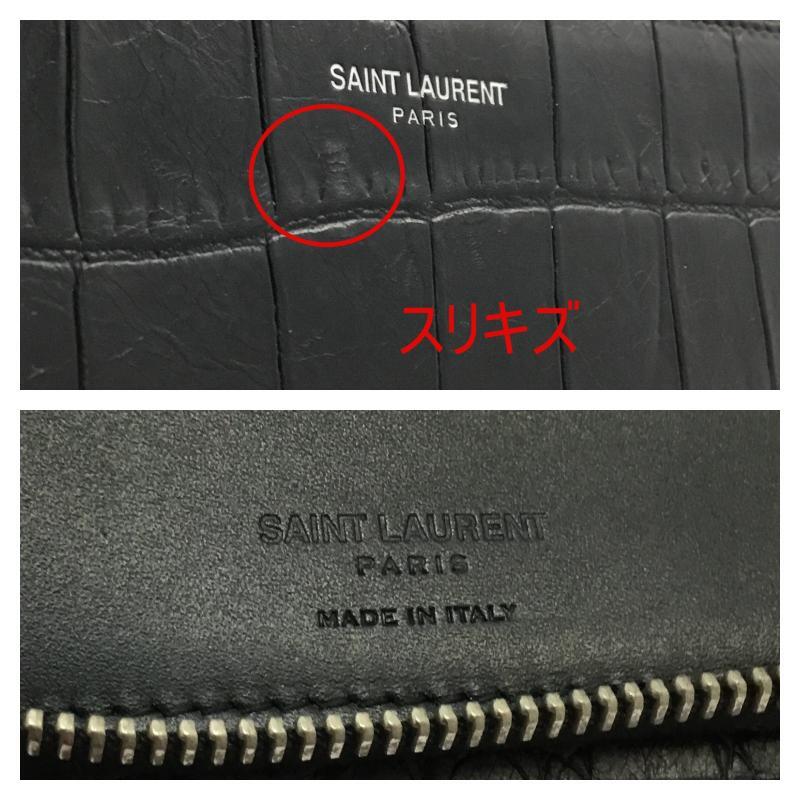 SAINT LAURENT
PARIS
スリキズ
SAINT LAURENT
PARIS
MADE IN ITALY